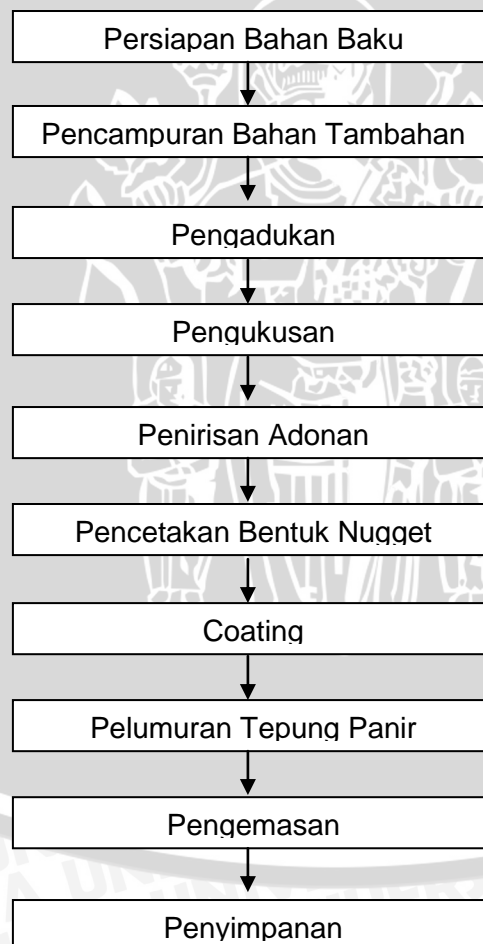 Persiapan Bahan Baku
Pencampuran Bahan Tambahan
Pengadukan
Pengukusan
Penirisan Adonan
Pencetakan Bentuk Nugget
Coating
Pelumuran Tepung Panir
Pengemasan
Penyimpanan